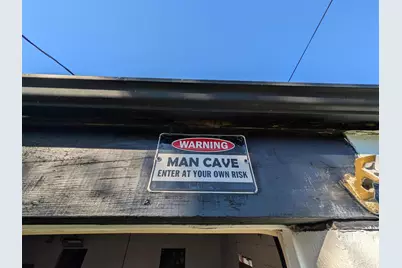 WARNING
MAN CAVE
ENTER AT YOUR OWN RISK